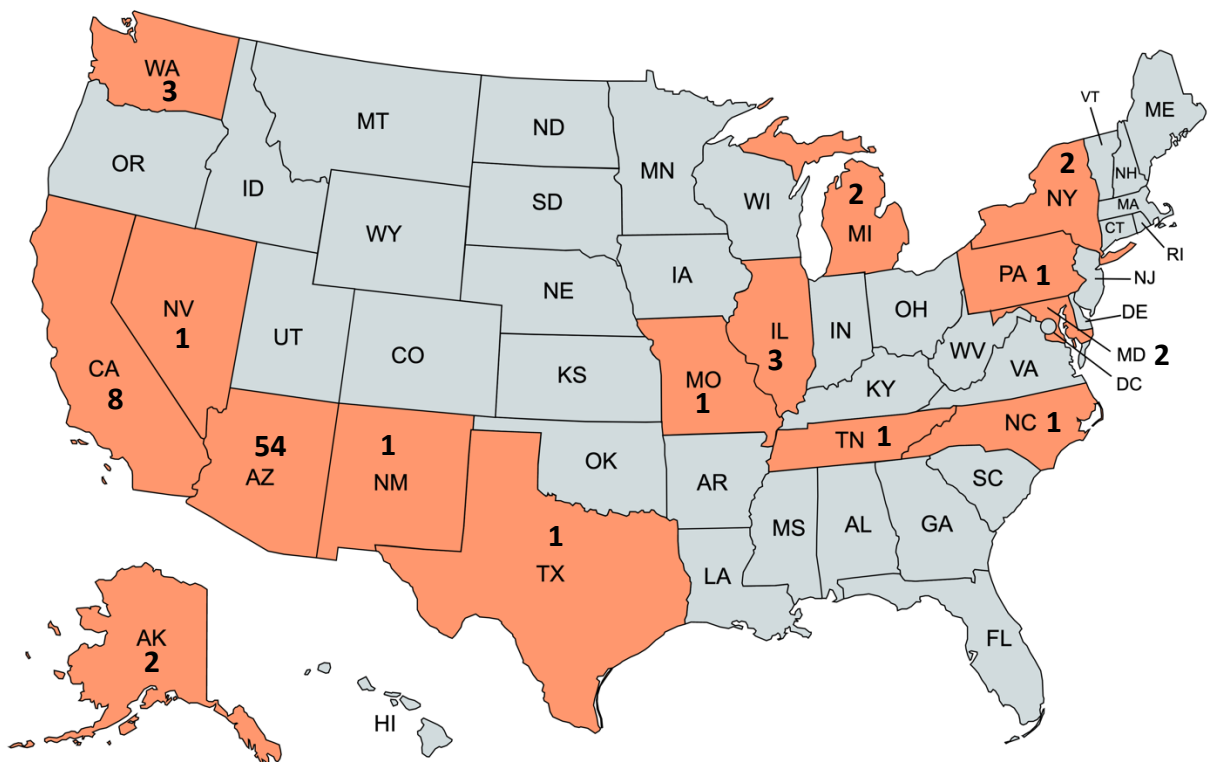 WA
3
MT
ND
MN
VT
ME
OR
ID
SD
WI
2
MI
2
NY
NH
MA
CT
RI
WY
IA
PA 1
NJ
NV
1
NE
IL
3
IN
OH
DE
UT
CO
WV
VA
MD 2
DC
CA
8
KS
MO
1
KY
54
AZ
1
NM
OK
AR
TN 1
NC 1
SC
MS
AL
GA
1
TX
LA
AK
2
HI
FL